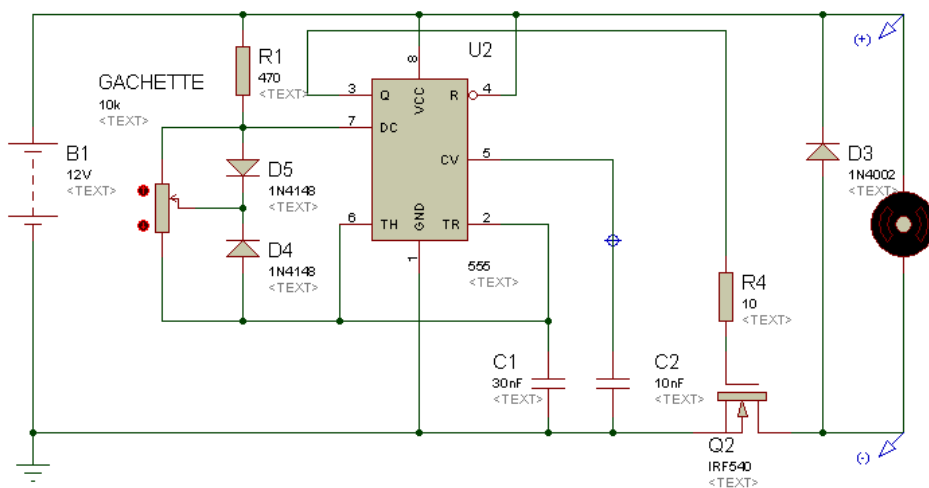 (+)
U2
R1
470
<TEXT>
GACHETTE
10k
<TEXT>
8
3
Q
VCC
R
4
7
DC
B1
12V
<TEXT>
D5
1N4148
<TEXT>
CV
5
D3
1N4002
<TEXT>
6
TH
GND
TR
2
D4
1N4148
<TEXT>
1
555
<TEXT>
R4
10
<TEXT>
C1
30nF
<TEXT>
C2
10nF
<TEXT>
Q2
IRF540
<TEXT>
(-)